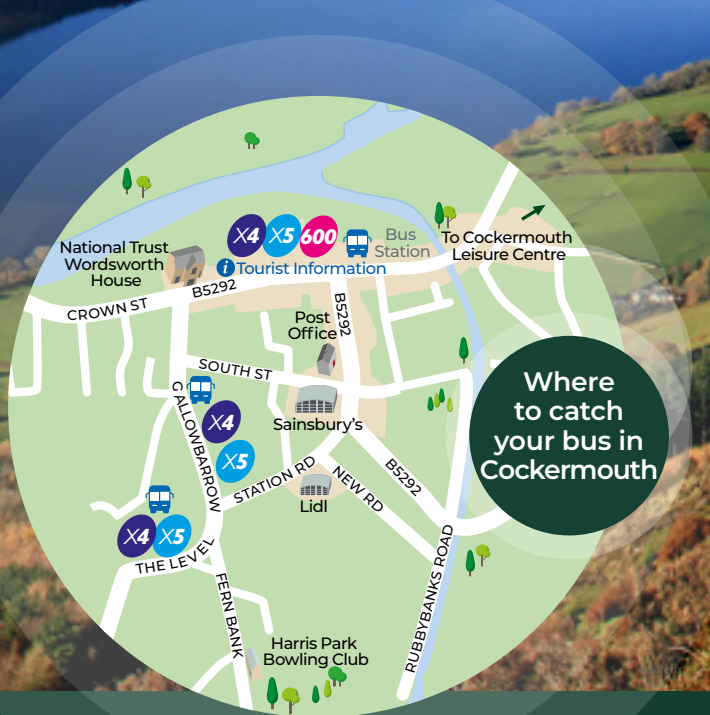 X4 X5 600
Bus
Station
To Cockermouth
Leisure Centre
National Trust
Wordsworth
House
i Tourist Information
CROWN ST
B5292
B5292
Post
Office
SOUTH ST
Where
to catch
your bus in
Cockermouth
GALLOWBARROW
X4
X5
Sainsbury's
STATION RD
NEW RD
B5292
Lidl
X4 X5
THE LEVEL
FERN BANK
RUBBYBANKS ROAD
Harris Park
Bowling Club